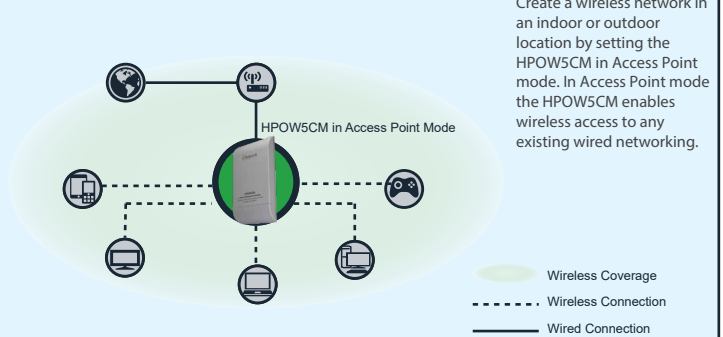 Create a wireless network in
an indoor or outdoor
location by setting the
HPOW5CM in Access Point
mode. In Access Point mode
the HPOW5CM enables
wireless access to any
existing wired networking.
HPOW5CM in Access Point Mode
Wireless Coverage
Wireless Connection
Wired Connection